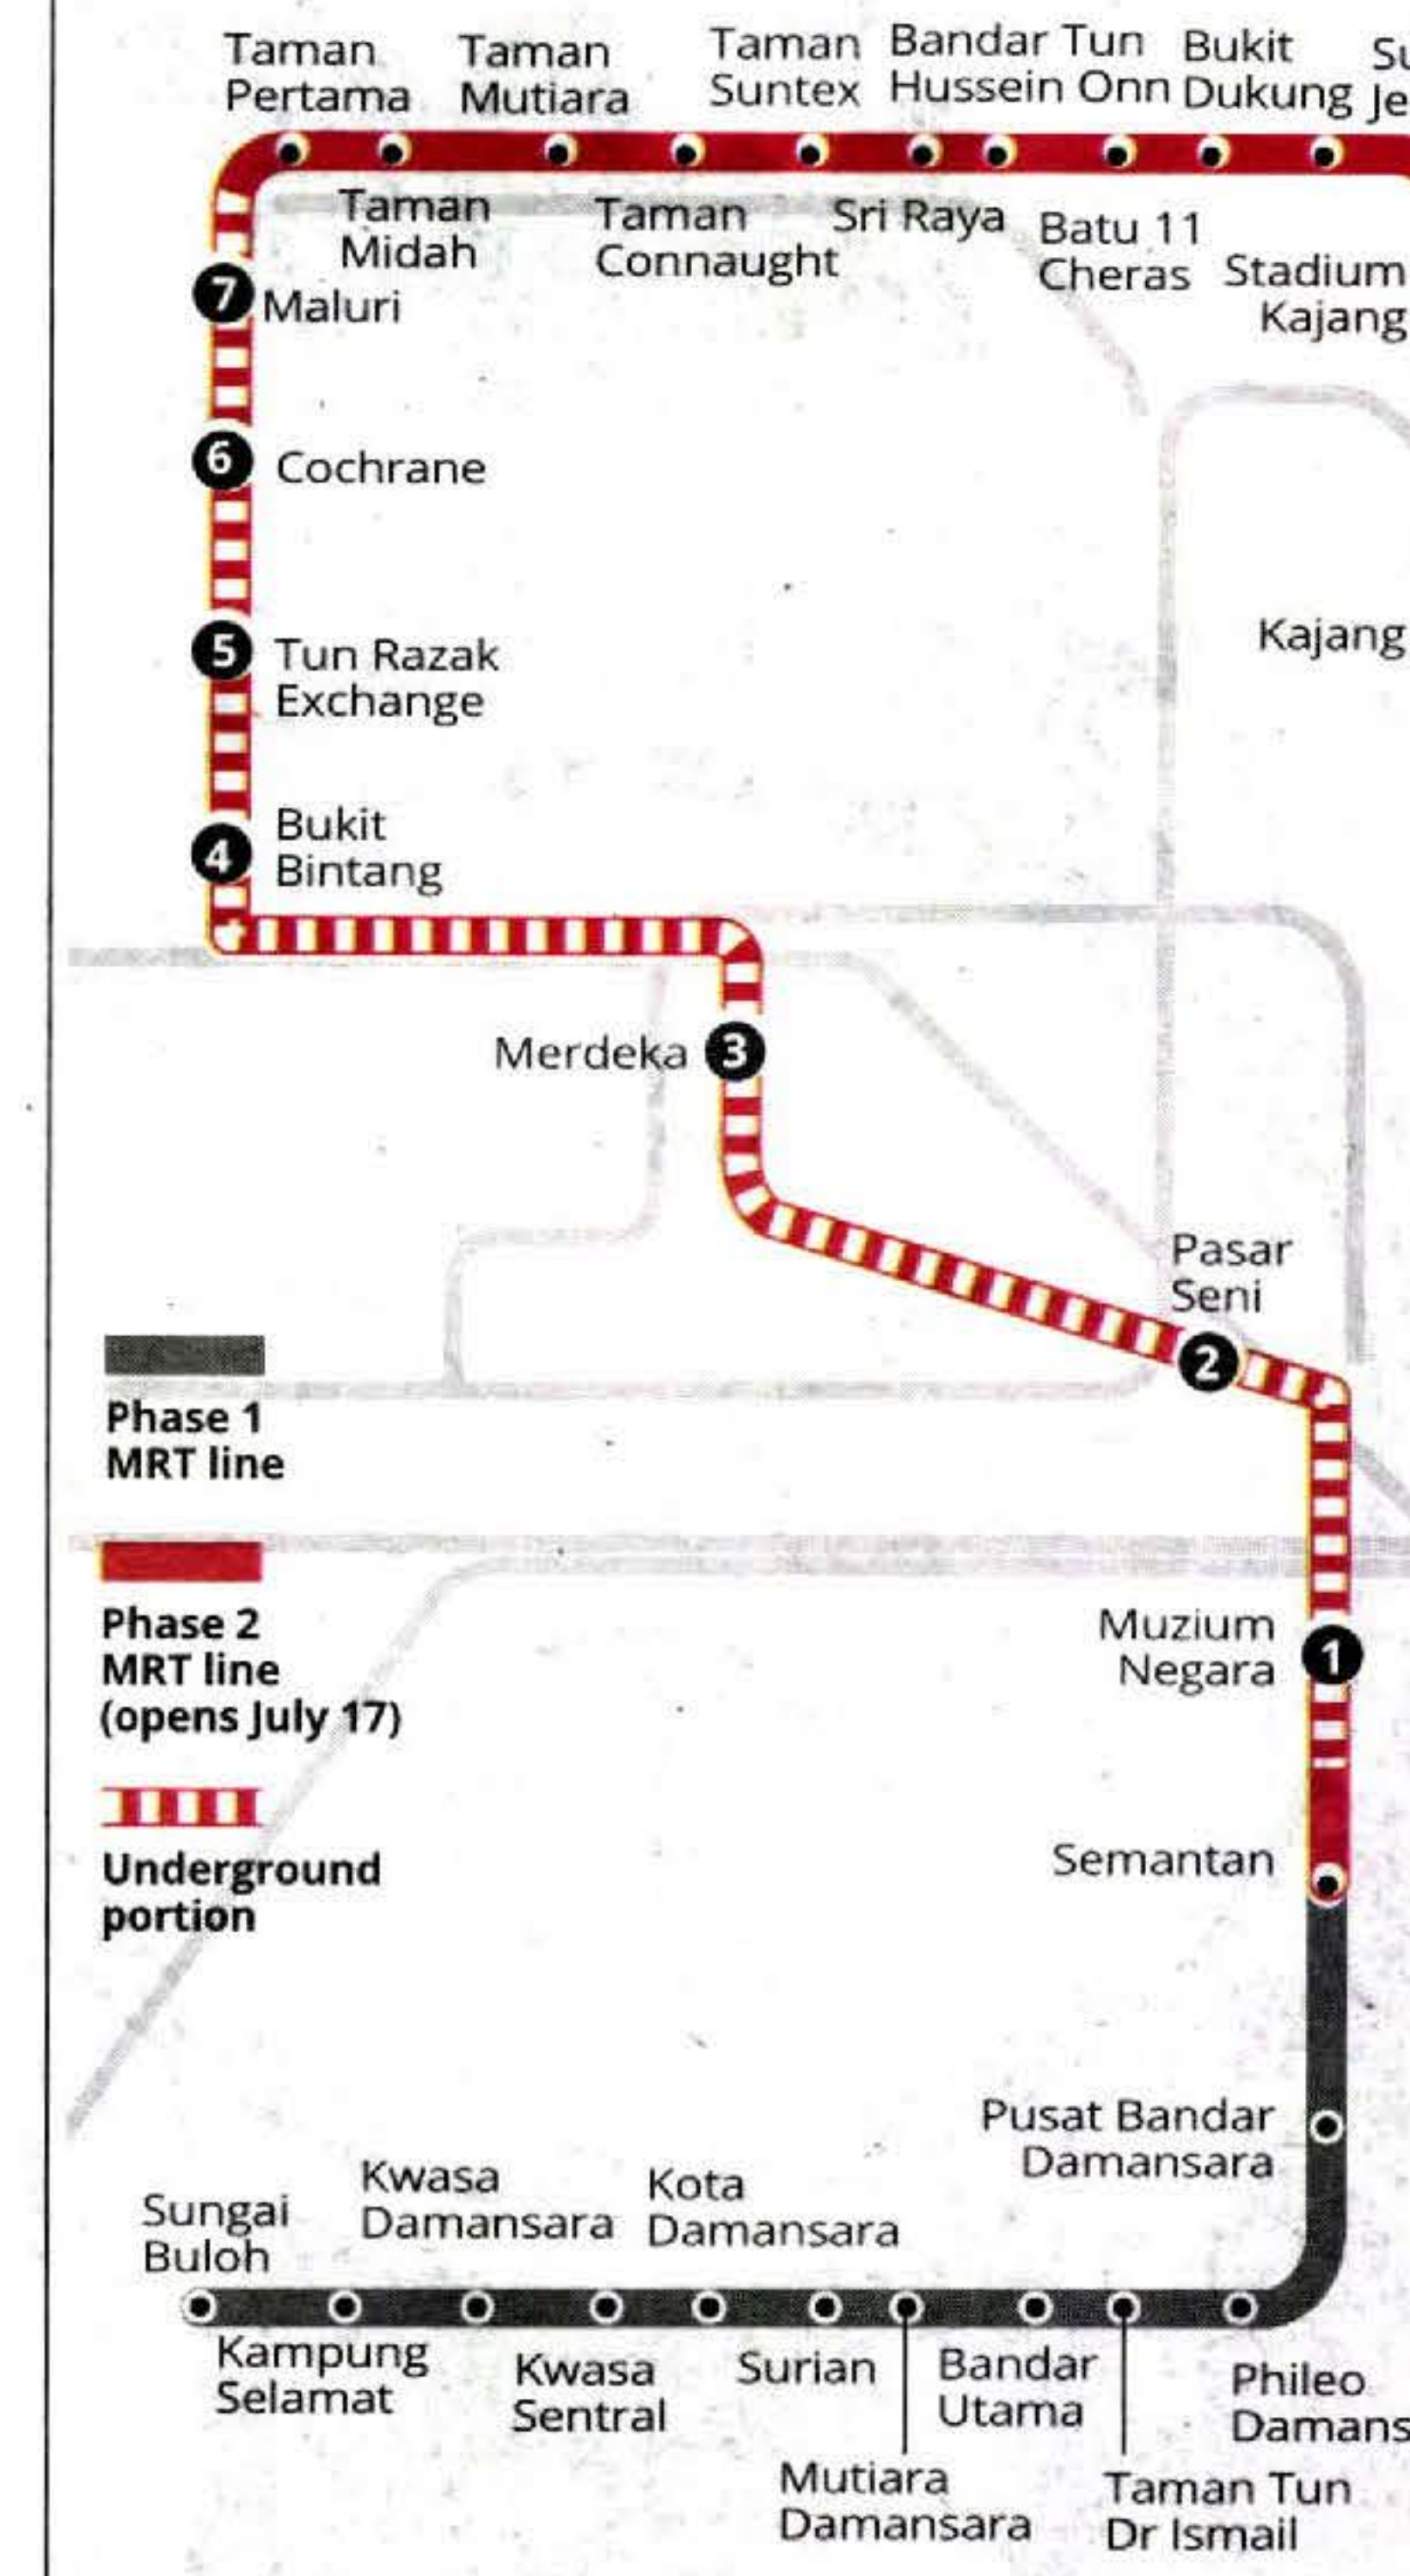 Taman
Pertama
Taman
Mutiara
Taman
Suntex
Bandar Tun
Hussein Onn
Bukit
Dukung
Su
Je
Taman
Midah
Taman
Connaught
Sri Raya
Batu 11
Cheras
Stadium
Kajang
7
Maluri
6
Cochrane
Kajang
5
Tun Razak
Exchange
4
Bukit
Bintang
Merdeka
3
Pasar
Seni
2
Phase 1
MRT line
Phase 2
MRT line
(opens July 17)
Muzium
Negara
1
Underground
portion
Semantan
Pusat Bandar
Damansara
Sungai
Buloh
Kwasa
Damansara
Kota
Damansara
Kampung
Selamat
Kwasa
Sentral
Surian
Bandar
Utama
Phileo
Damans
Mutiara
Damansara
Taman Tun
Dr Ismail